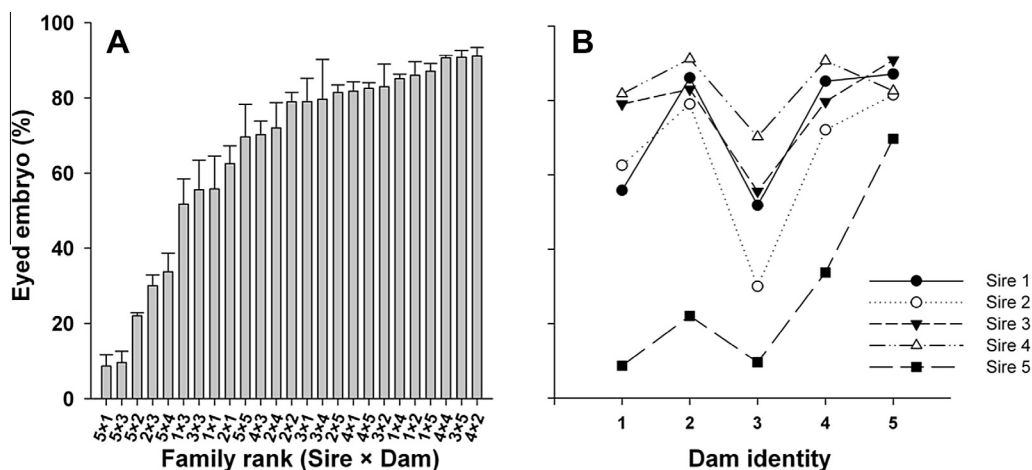 A
B
Eyed embryo (%)
100
80
60
40
20
0
5×1 5×3 5×2 2×3 5×4 1×3 3×3 1×1 2×1 5×5 4×3 2×4 2×2 3×1 3×4 2×5 4×1 4×5 3×2 1×4 1×2 1×5 4×4 3×5 4×2
Family rank (Sire × Dam)
Sire 1
Sire 2
Sire 3
Sire 4
Sire 5
1 2 3 4 5
Dam identity